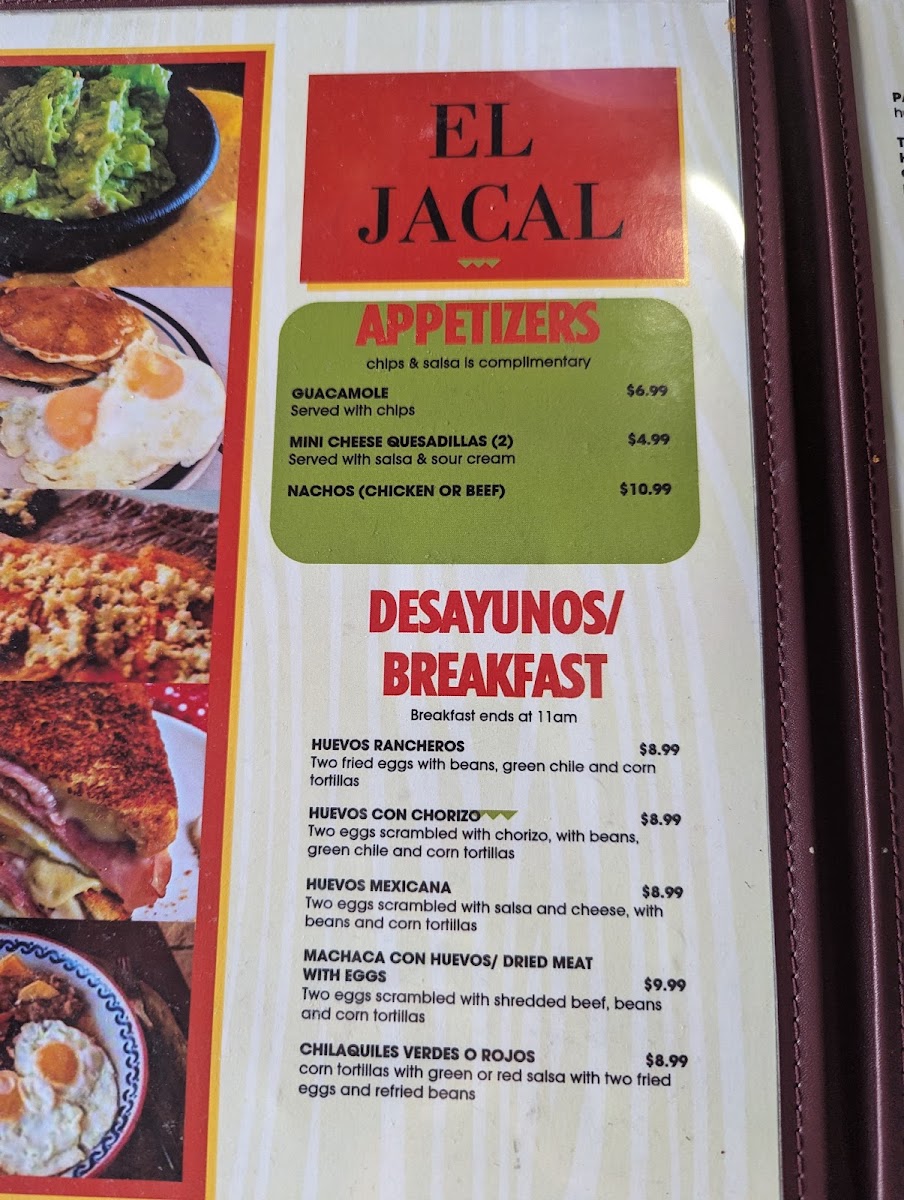 EL
JACAL
APPETIZERS
chips & salsa is complimentary
GUACAMOLE $6.99
Served with chips
MINI CHEESE QUESADILLAS (2) $4.99
Served with salsa & sour cream
NACHOS (CHICKEN OR BEEF) $10.99
DESAYUNOS/
BREAKFAST
Breakfast ends at 11am
HUEVOS RANCHEROS $8.99
Two fried eggs with beans, green chile and corn
tortillas
HUEVOS CON CHORIZO $8.99
Two eggs scrambled with chorizo, with beans,
green chile and corn tortillas
HUEVOS MEXICANA $8.99
Two eggs scrambled with salsa and cheese, with
beans and corn tortillas
MACHACA CON HUEVOS/ DRIED MEAT
WITH EGGS $9.99
Two eggs scrambled with shredded beef, beans
and corn tortillas
CHILAQUILES VERDES O ROJOS $8.99
corn tortillas with green or red salsa with two fried
eggs and refried beans